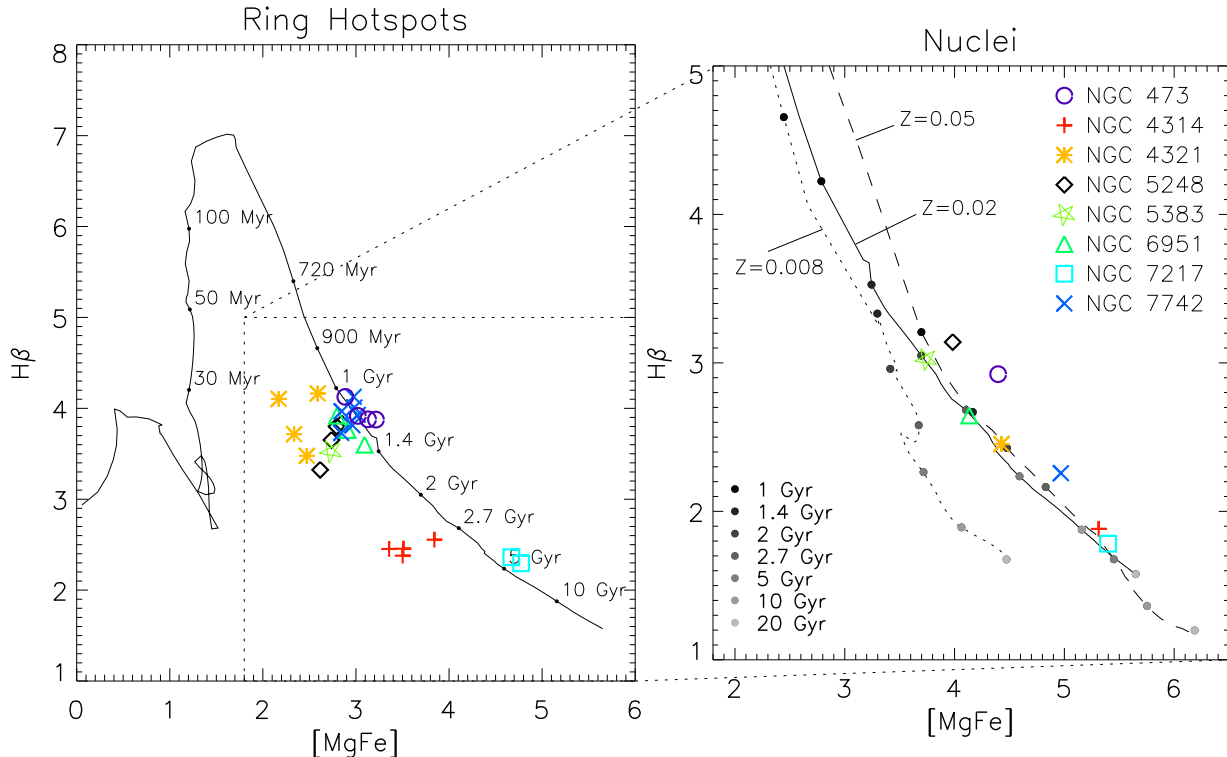 Ring Hotspots
8
7
6
5
4
3
2
1
Hβ
100 Myr
50 Myr
30 Myr
720 Myr
900 Myr
1 Gyr
1.4 Gyr
2 Gyr
2.7 Gyr
5 Gyr
10 Gyr
0 1 2 3 4 5 6
[MgFe]
Nuclei
5
4
3
2
1
Hβ
Z=0.05
Z=0.02
Z=0.008
NGC 473
NGC 4314
NGC 4321
NGC 5248
NGC 5383
NGC 6951
NGC 7217
NGC 7742
1 Gyr
1.4 Gyr
2 Gyr
2.7 Gyr
5 Gyr
10 Gyr
20 Gyr
2 3 4 5 6
[MgFe]